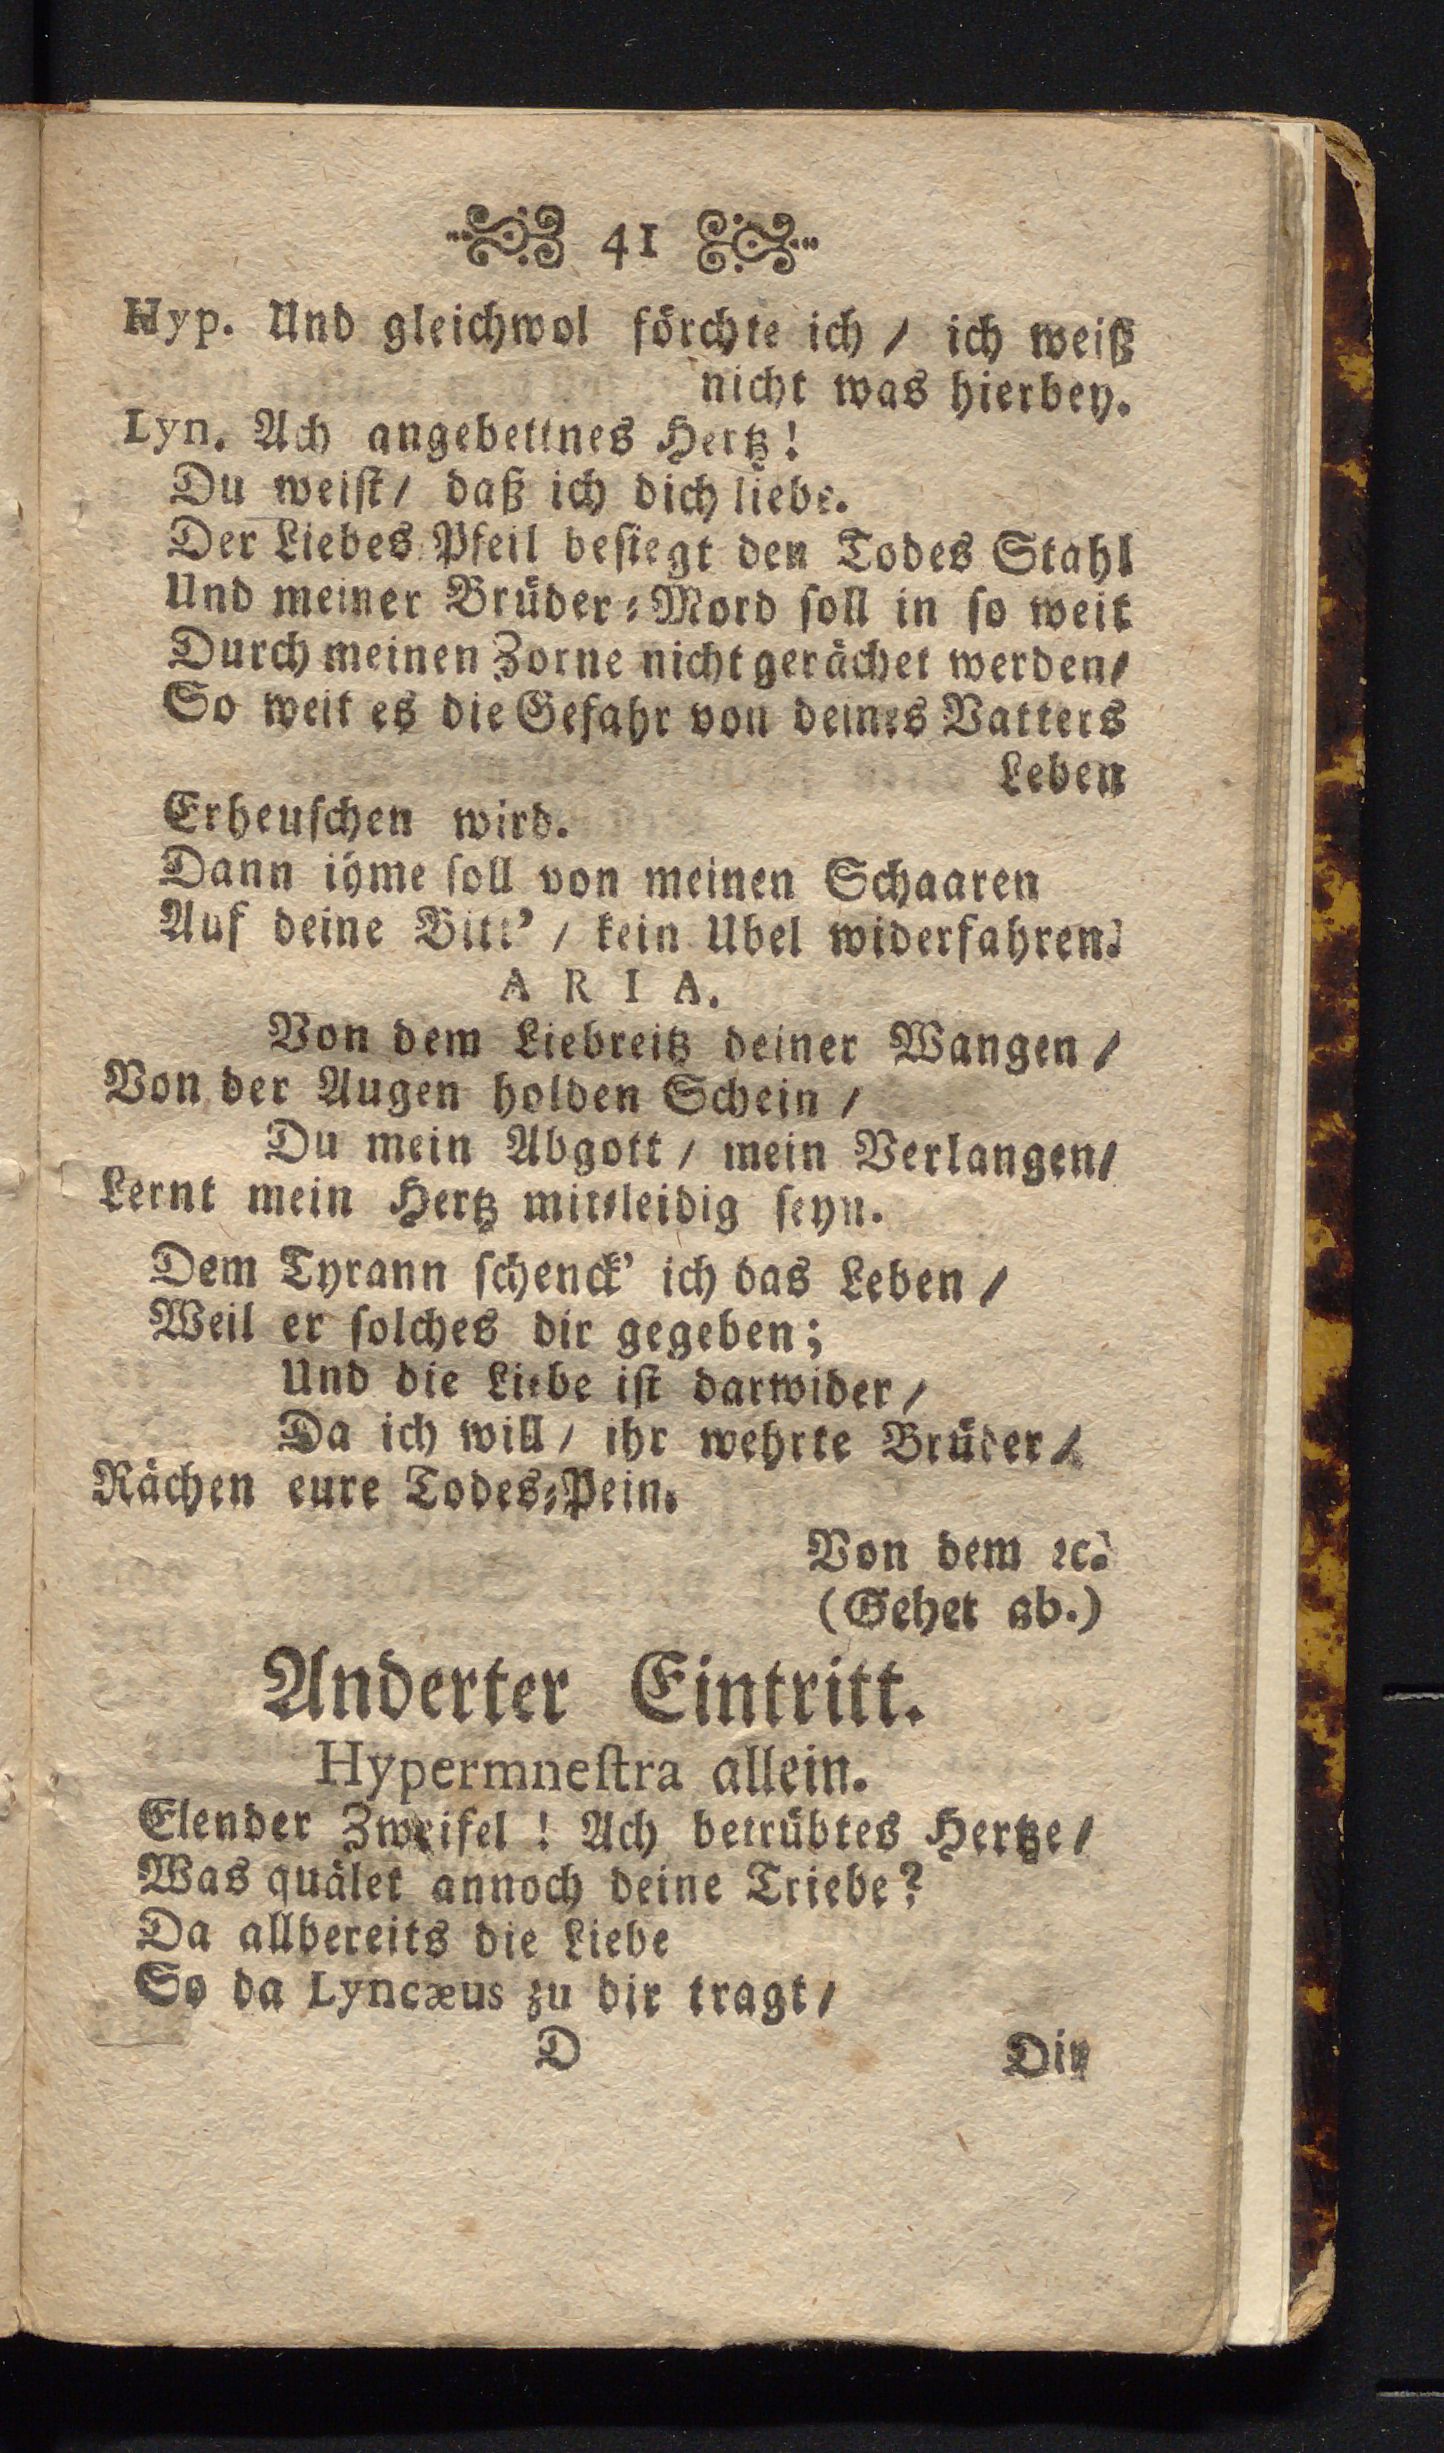 41
Hyp. Und gleichwol förchte ich / ich weiß
nicht was hierbey.
Lyn. Ach angebettnes Hertz!
Du weist / daß ich dich liebe.
Der Liebes Pfeil besiegt den Todes Stahl
Und meiner Brüder-Mord soll in so weit
Durch meinen Zorne nicht gerächet werden /
So weit es die Gefahr von deines Vatters
Leben
Erheuschen wird.
Dann ihme soll von meinen Schaaren
Auf deine Bitt' / kein Ubel widerfahren.
ARIA.
Von dem Liebreitz deiner Wangen /
Von der Augen holden Schein /
Du mein Abgott / mein Verlangen /
Lernt mein Hertz mit-leidig seyn.
Dem Tyrann schenck' ich das Leben /
Weil er solches dir gegeben;
Und die Liebe ist darwider /
Da ich will / ihr wehrte Brüder /
Rächen eure Todes-Pein.
Von dem ꝛc.
(Gehet ab.)
Anderter Eintritt.
Hypermnestra allein.
Elender Zweifel! Ach betrübtes Hertze /
Was quälet annoch deine Triebe?
Da allbereits die Liebe
So da Lyncæus zu dir tragt /
D Din